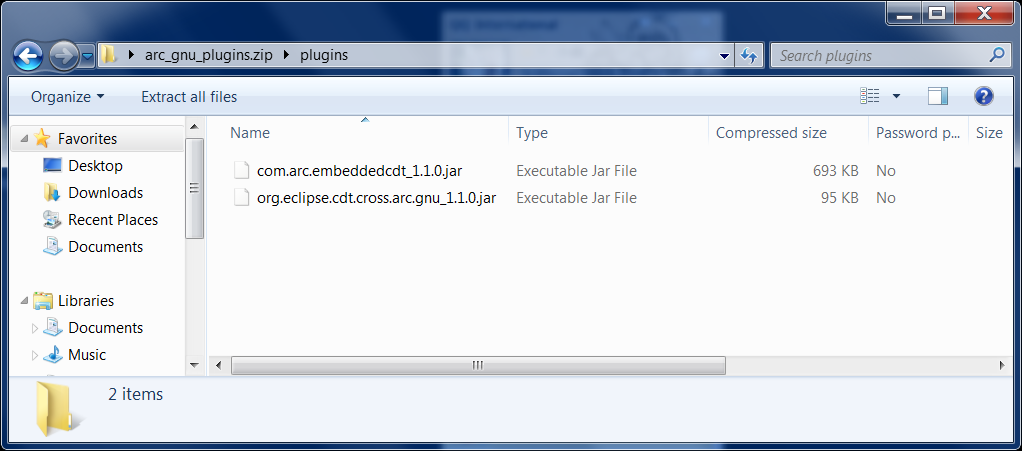 arc_gnu_plugins.zip plugins Search plugins
Organize Extract all files
Favorites
Desktop
Downloads
Recent Places
Documents
Libraries
Documents
Music
Name Type Compressed size Password p... Size
com.arc.embeddedcdt_1.1.0.jar Executable Jar File 693 KB No
org.eclipse.cdt.cross.arc.gnu_1.1.0.jar Executable Jar File 95 KB No
2 items